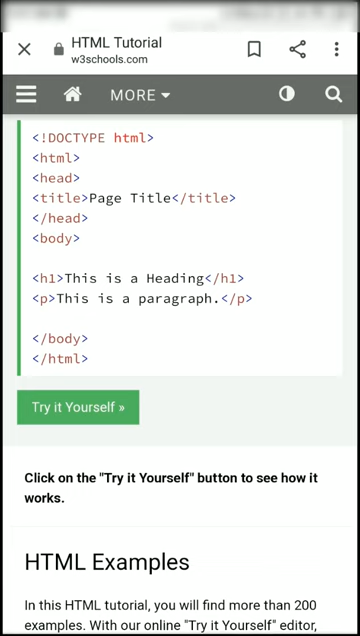 HTML Tutorial
w3schools.com
MORE
<!DOCTYPE html>
<html>
<head>
<title>Page Title</title>
</head>
<body>
<h1>This is a Heading</h1>
<p>This is a paragraph.</p>
</body>
</html>
Try it Yourself »
Click on the "Try it Yourself" button to see how it
works.
HTML Examples
In this HTML tutorial, you will find more than 200
examples. With our online "Try it Yourself" editor,